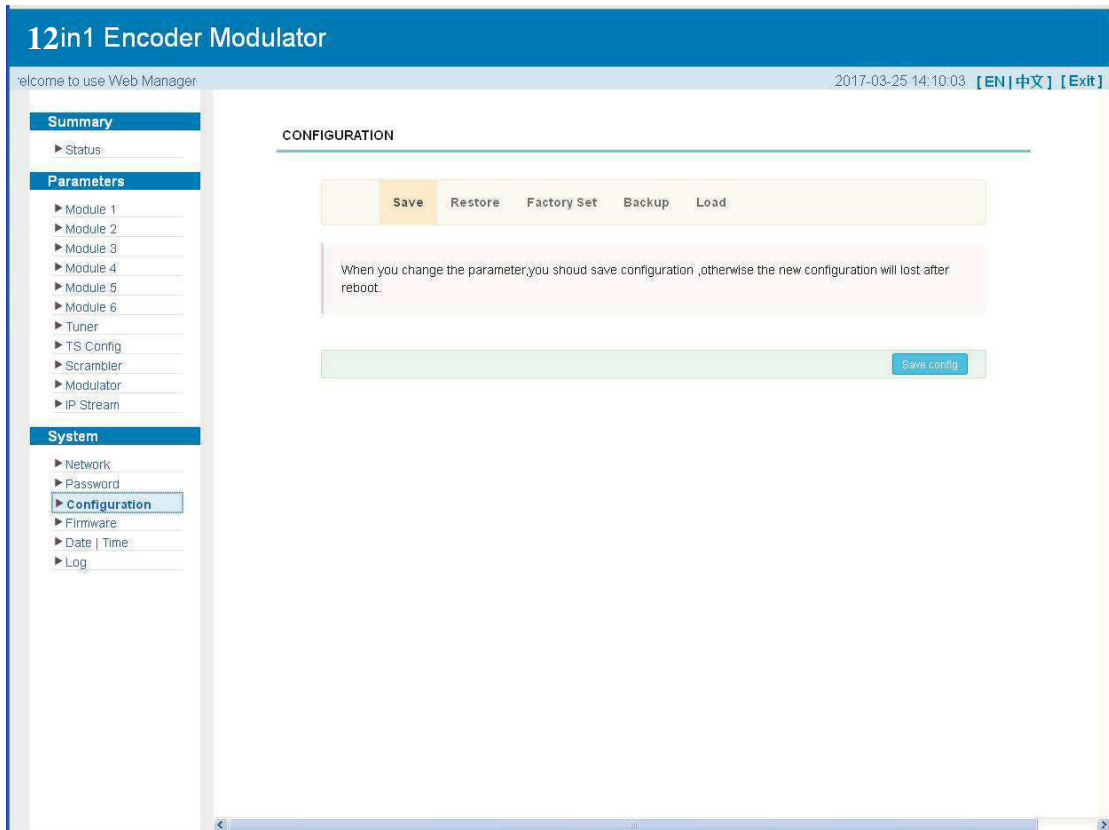 12in1 Encoder Modulator
elcome to use Web Manager
2017-03-25 14:10:03 [ EN | 中文 ] [ Exit ]
Summary
Status
Parameters
Module 1
Module 2
Module 3
Module 4
Module 5
Module 6
Tuner
TS Config
Scrambler
Modulator
IP Stream
System
Network
Password
Configuration
Firmware
Date | Time
Log
CONFIGURATION
Save Restore Factory Set Backup Load
When you change the parameter,you shoud save configuration ,otherwise the new configuration will lost after
reboot.
Save config